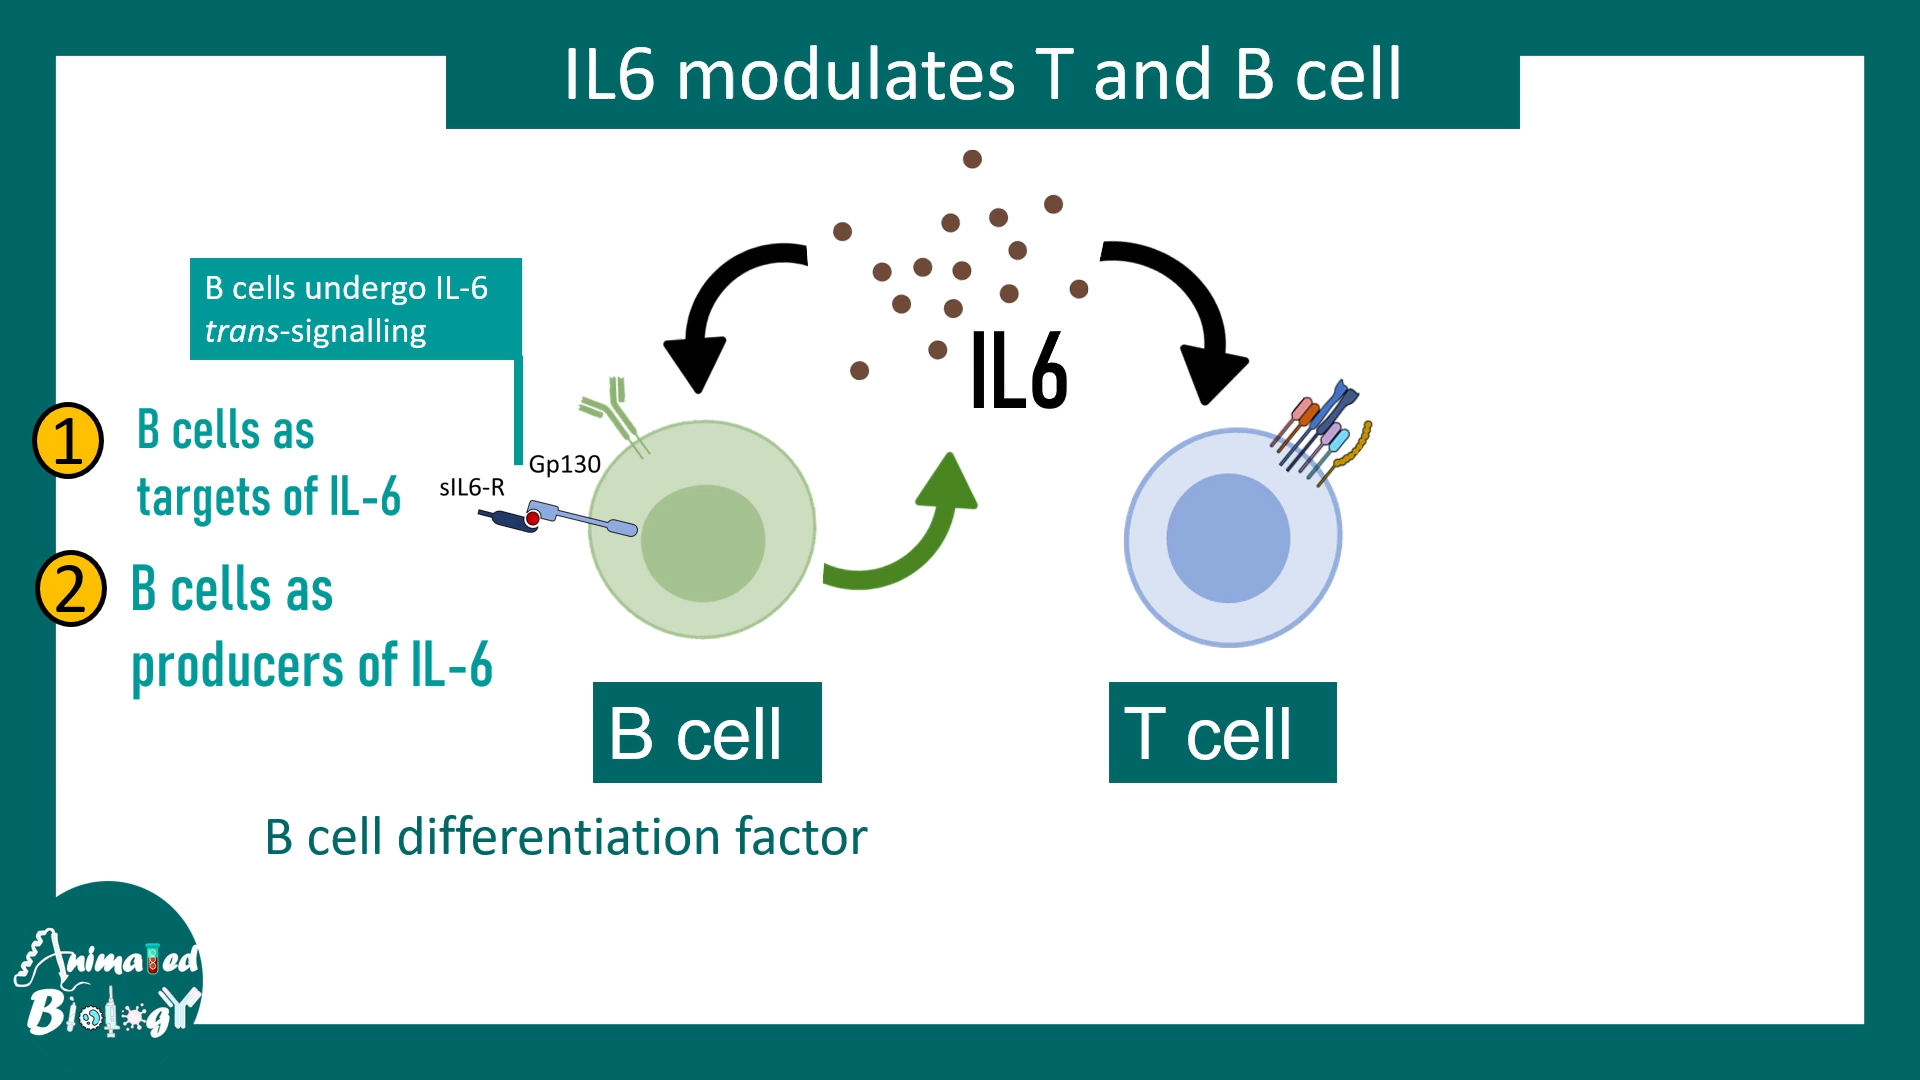 IL6 modulates T and B cell
B cells undergo IL-6
trans-signalling
IL6
1
B cells as
targets of IL-6
Gp130
sIL6-R
2
B cells as
producers of IL-6
B cell
T cell
B cell differentiation factor
Animated
Biology